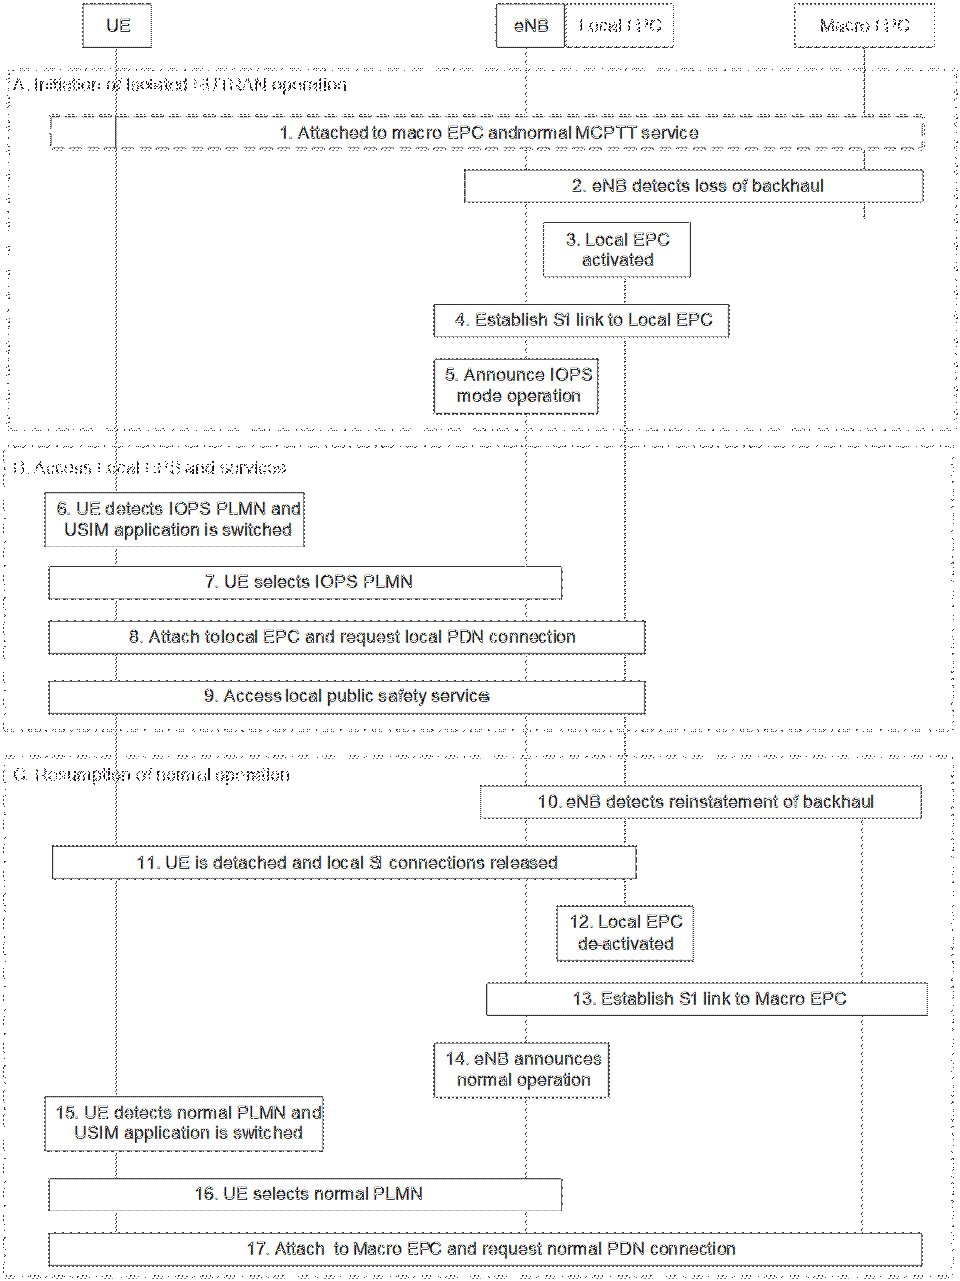 UE
eNB
Local EPC
Macro EPC
A. Initiation of Isolated EUTRAN operation
1. Attached to macro EPC andnormal MCPTT service
2. eNB detects loss of backhaul
3. Local EPC
activated
4. Establish S1 link to Local EPC
5. Announce IOPS
mode operation
B. Access Local EPS and services
6. UE detects IOPS PLMN and
USIM application is switched
7. UE selects IOPS PLMN
8. Attach tolocal EPC and request local PDN connection
9. Access local public safety service
C. Resumption of normal operation
10. eNB detects reinstatement of backhaul
11. UE is detached and local S1 connections released
12. Local EPC
de-activated
13. Establish S1 link to Macro EPC
14. eNB announces
normal operation
15. UE detects normal PLMN and
USIM application is switched
16. UE selects normal PLMN
17. Attach to Macro EPC and request normal PDN connection